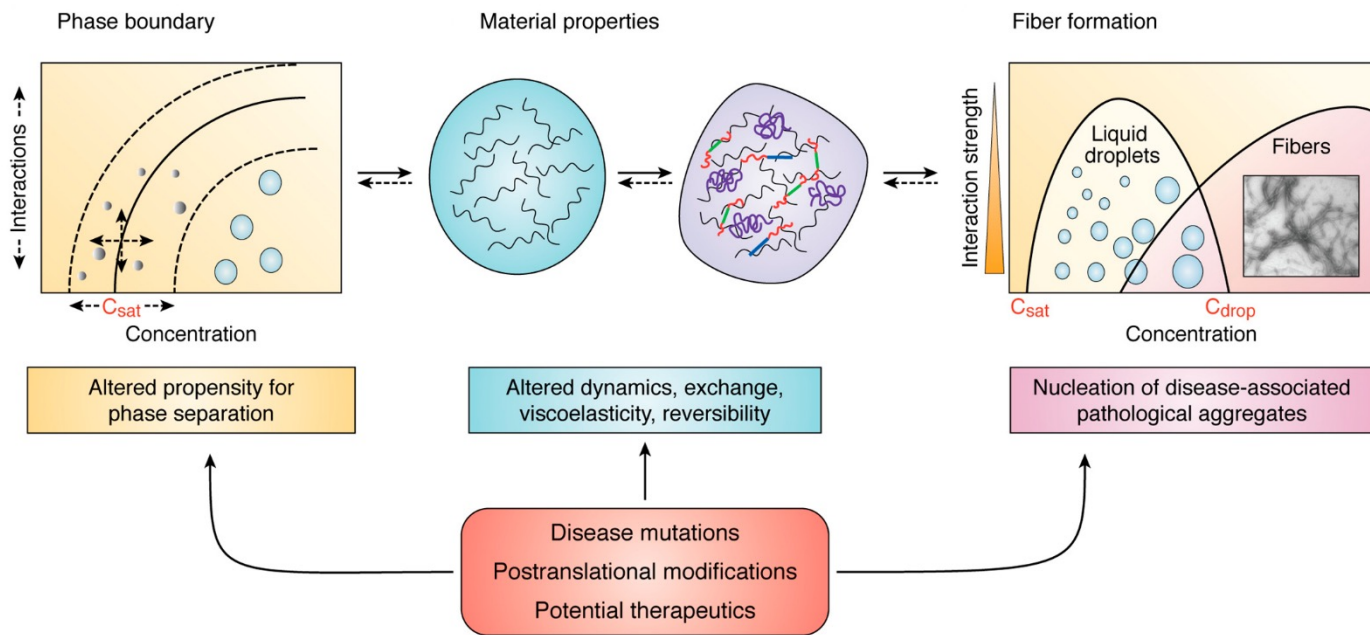 Phase boundary
Material properties
Fiber formation
Interactions
Csat
Concentration
Interaction strength
Liquid
droplets
Fibers
Csat
Cdrop
Concentration
Altered propensity for
phase separation
Altered dynamics, exchange,
viscoelasticity, reversibility
Nucleation of disease-associated
pathological aggregates
Disease mutations
Postranslational modifications
Potential therapeutics